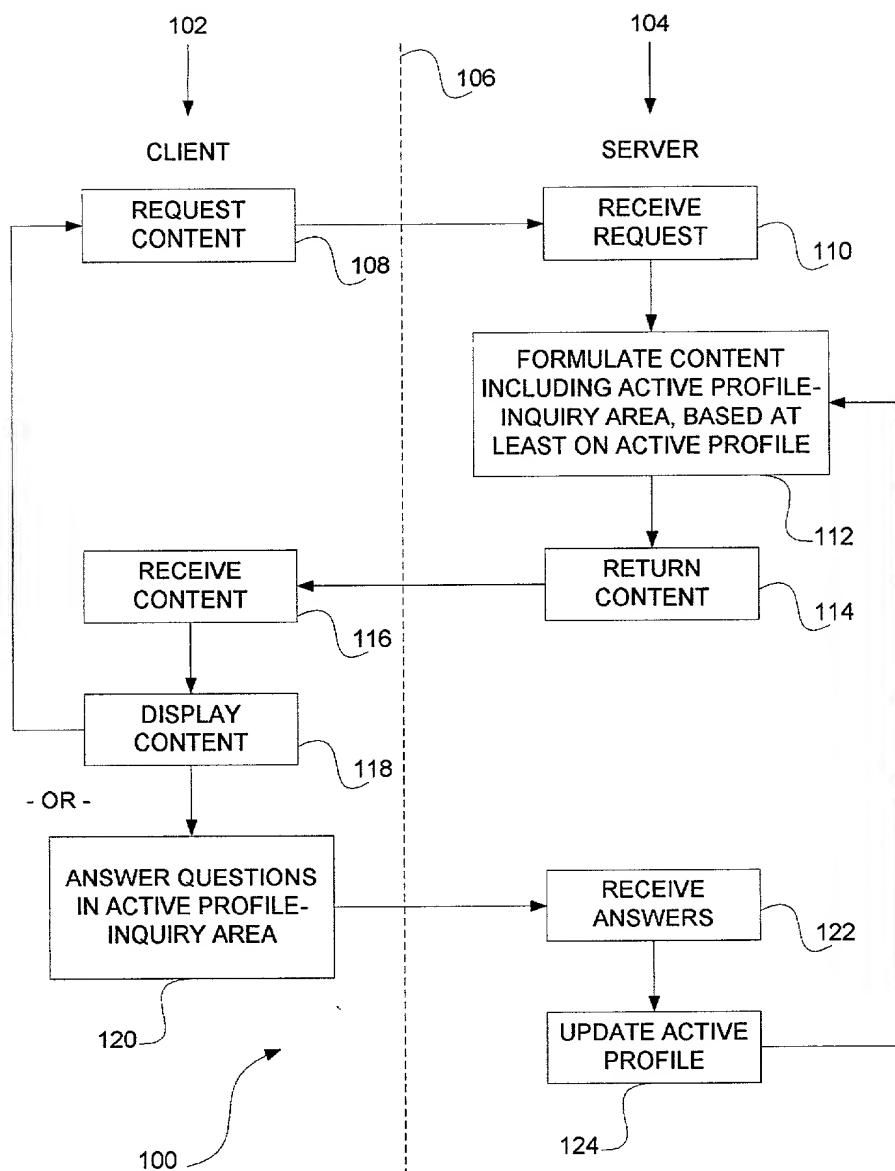 102
104
106
CLIENT
SERVER
REQUEST
CONTENT
108
RECEIVE
REQUEST
110
FORMULATE CONTENT
INCLUDING ACTIVE PROFILE-
INQUIRY AREA, BASED AT
LEAST ON ACTIVE PROFILE
112
RECEIVE
CONTENT
116
RETURN
CONTENT
114
DISPLAY
CONTENT
118
- OR -
ANSWER QUESTIONS
IN ACTIVE PROFILE-
INQUIRY AREA
120
RECEIVE
ANSWERS
122
UPDATE ACTIVE
PROFILE
124
100